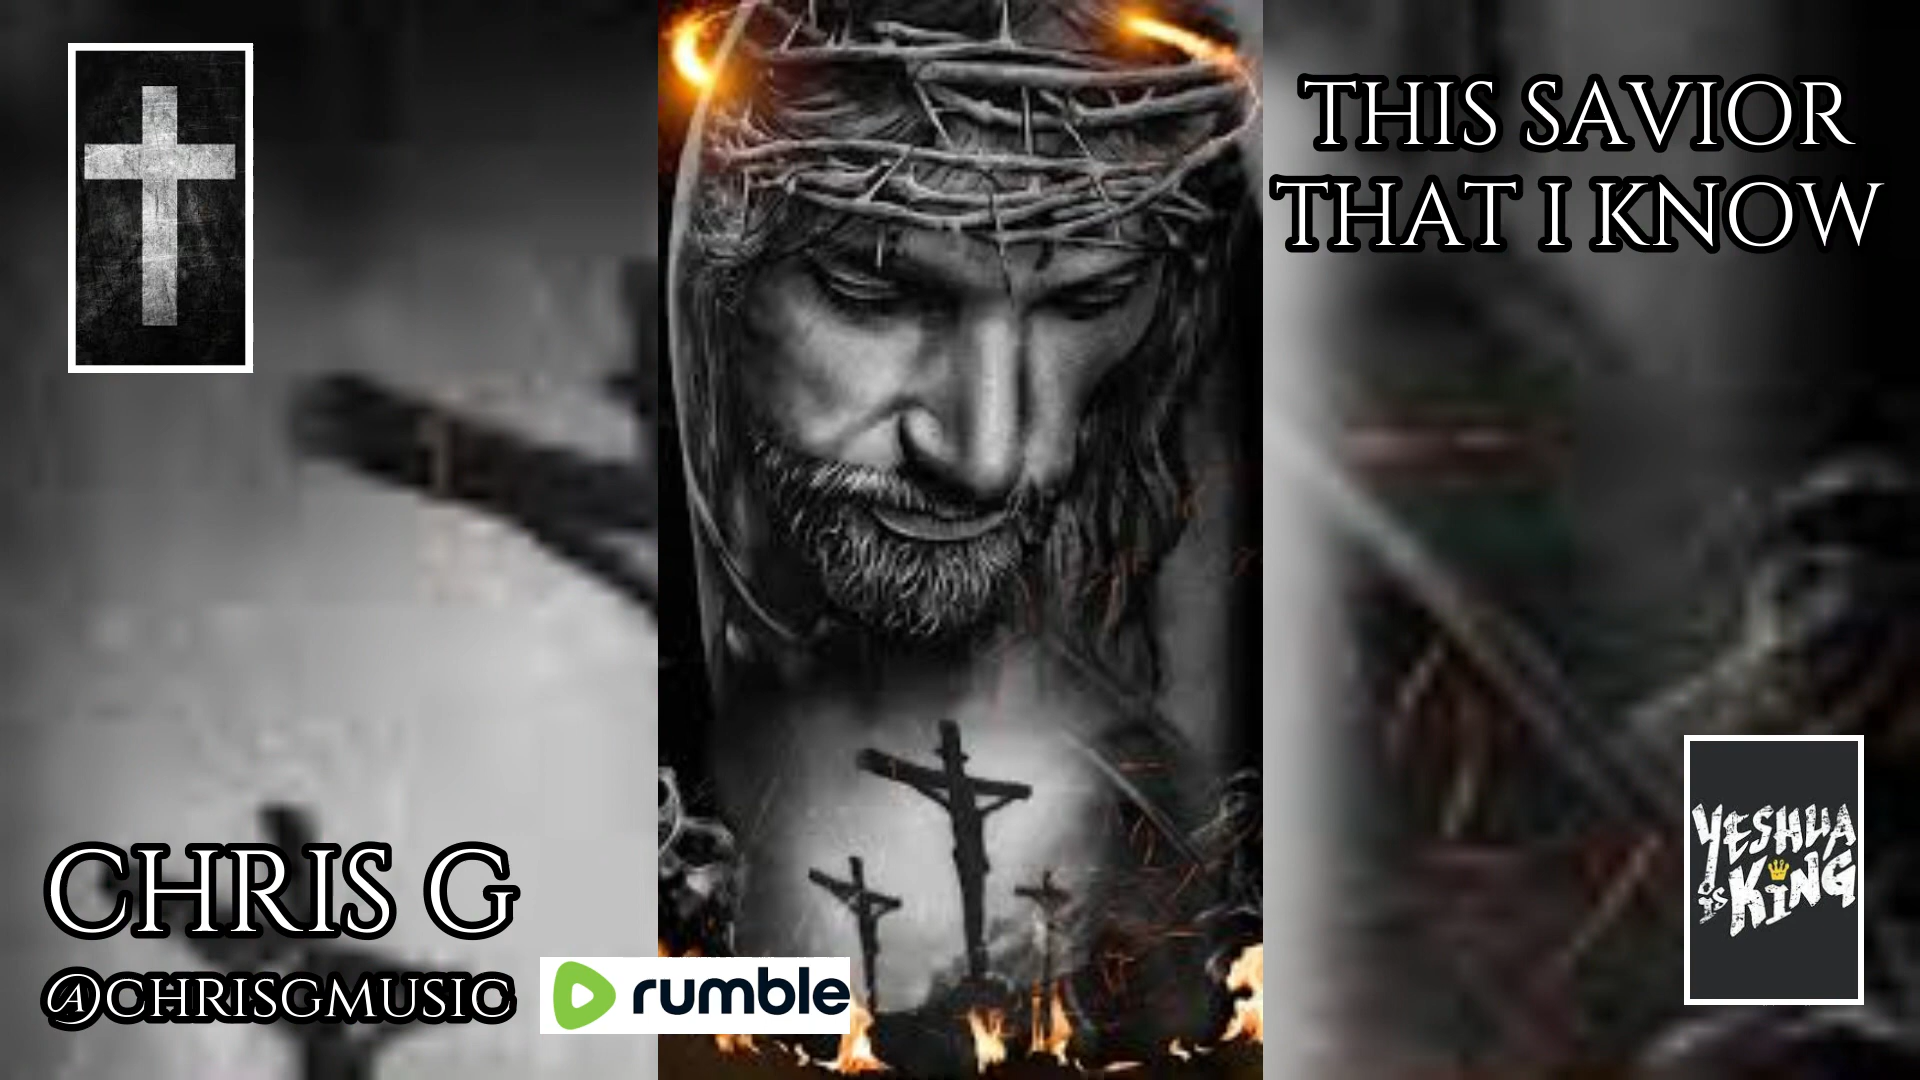 THIS SAVIOR
THAT I KNOW
CHRIS G
@CHRISGMUSIC
rumble
YESHUA
is KiNG